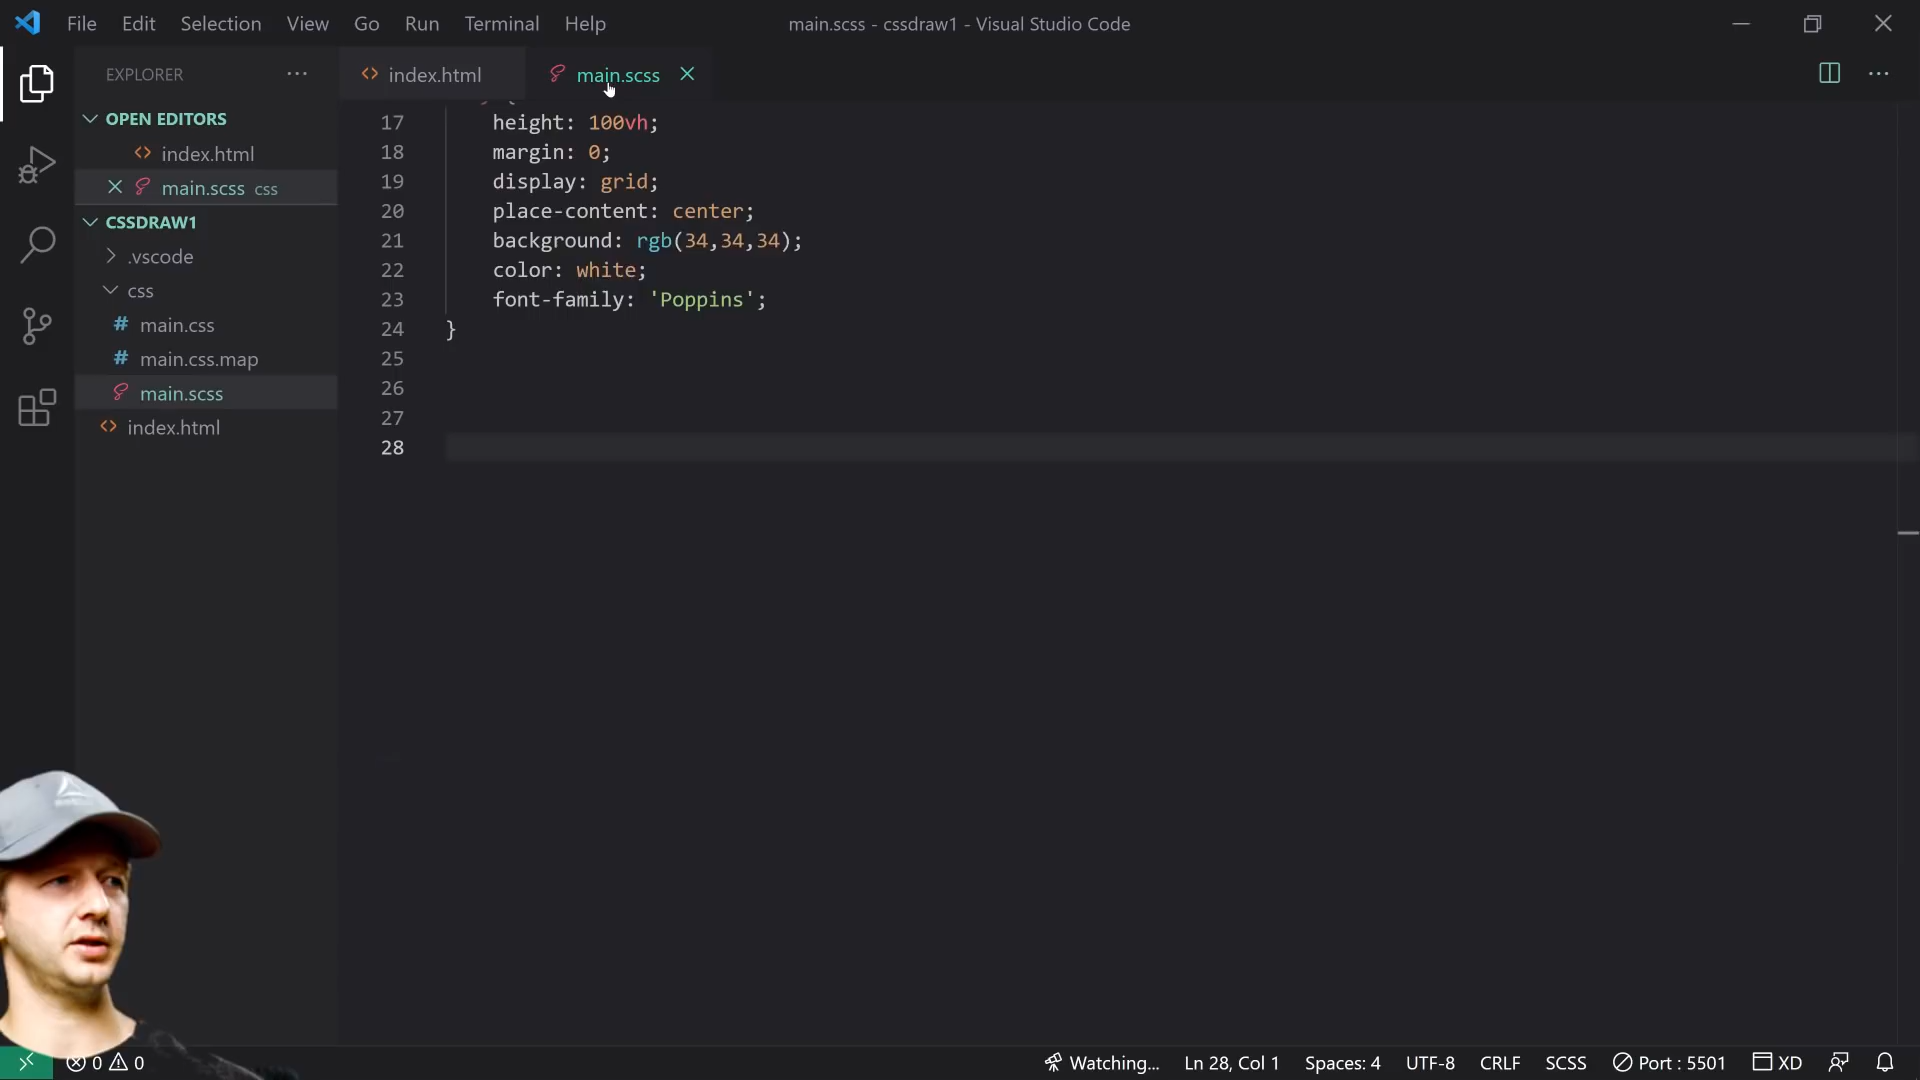 File Edit Selection View Go Run Terminal Help
main.scss - cssdraw1 - Visual Studio Code
EXPLORER
OPEN EDITORS
index.html
main.scss css
CSSDRAW1
.vscode
css
main.css
main.css.map
main.scss
index.html
index.html
main.scss
17 height: 100vh;
18 margin: 0;
19 display: grid;
20 place-content: center;
21 background: rgb(34,34,34);
22 color: white;
23 font-family: 'Poppins';
24 }
25
26
27
28
0 0
Watching... Ln 28, Col 1 Spaces: 4 UTF-8 CRLF SCSS Port : 5501 XD